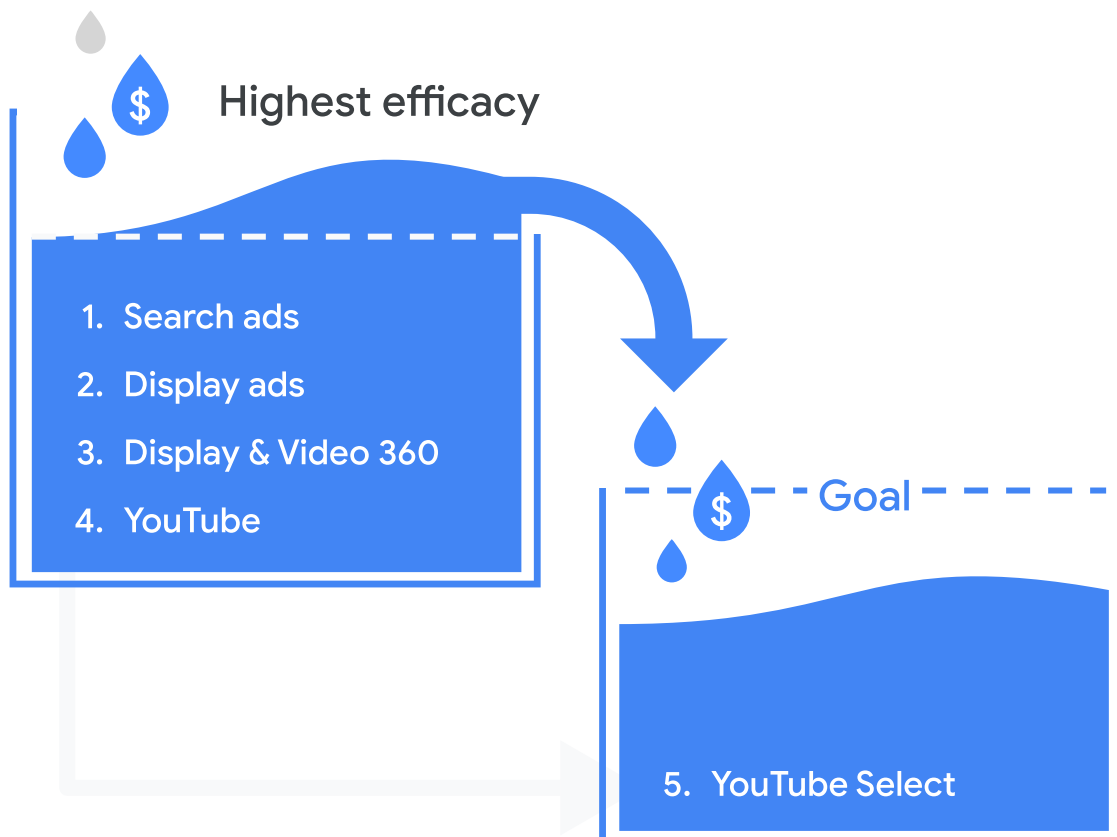 $
Highest efficacy
1. Search ads
2. Display ads
3. Display & Video 360
4. YouTube
Goal
$
5. YouTube Select